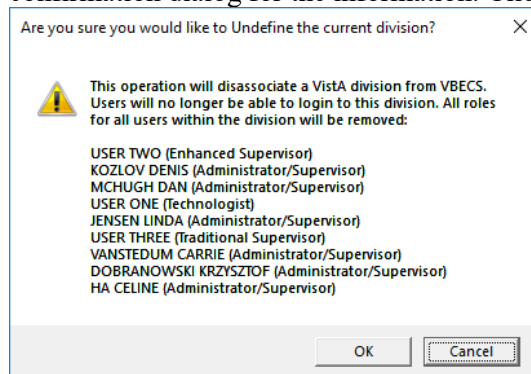 Are you sure you would like to Undefine the current division?
This operation will disassociate a VistA division from VBECS.
Users will no longer be able to login to this division. All roles
for all users within the division will be removed:
USER TWO (Enhanced Supervisor)
KOZLOV DENIS (Administrator/Supervisor)
MCHUGH DAN (Administrator/Supervisor)
USER ONE (Technologist)
JENSEN LINDA (Administrator/Supervisor)
USER THREE (Traditional Supervisor)
VANSTEDUM CARRIE (Administrator/Supervisor)
DOBRANOWSKI KRZYSZTOF (Administrator/Supervisor)
HA CELINE (Administrator/Supervisor)
OK Cancel